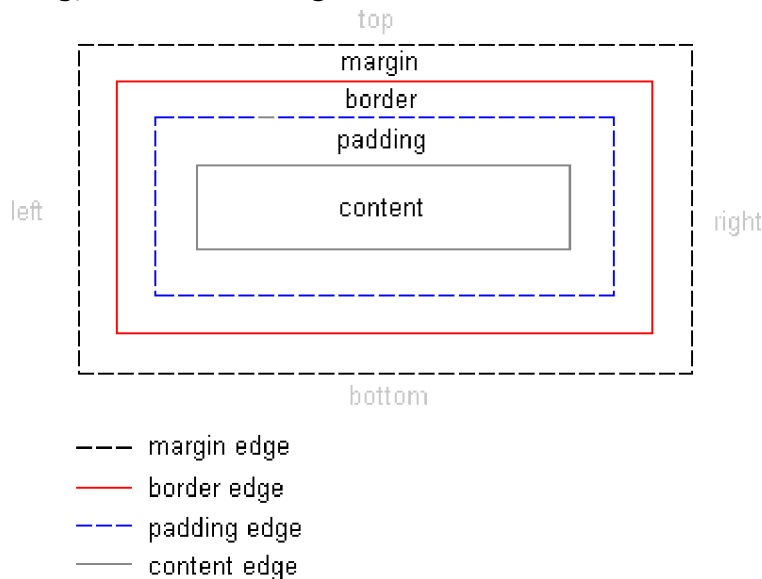 top
margin
border
padding
left
content
right
bottom
margin edge
border edge
padding edge
content edge